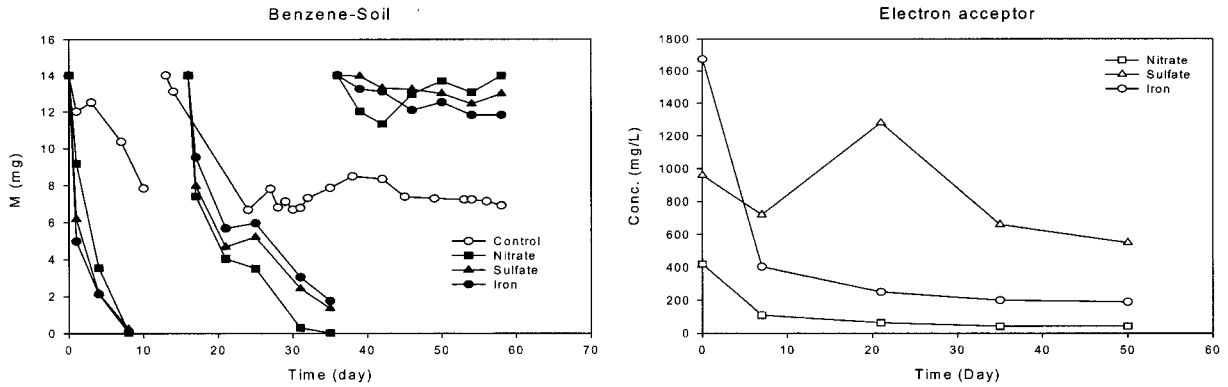 Benzene-Soil
16
14
12
10
8
6
4
2
0
M (mg)
Control
Nitrate
Sulfate
Iron
0 10 20 30 40 50 60 70
Time (day)
Electron acceptor
1800
1600
1400
1200
1000
800
600
400
200
0
Conc. (mg/L)
Nitrate
Sulfate
Iron
0 10 20 30 40 50 60
Time (Day)